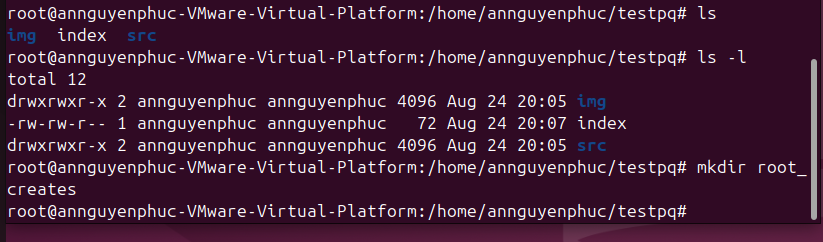 root@annguyenphuc-VMware-Virtual-Platform:/home/annguyenphuc/testpq# ls
img  index  src
root@annguyenphuc-VMware-Virtual-Platform:/home/annguyenphuc/testpq# ls -l
total 12
drwxrwxr-x 2 annguyenphuc annguyenphuc 4096 Aug 24 20:05 img
-rw-rw-r-- 1 annguyenphuc annguyenphuc   72 Aug 24 20:07 index
drwxrwxr-x 2 annguyenphuc annguyenphuc 4096 Aug 24 20:05 src
root@annguyenphuc-VMware-Virtual-Platform:/home/annguyenphuc/testpq# mkdir root_
creates
root@annguyenphuc-VMware-Virtual-Platform:/home/annguyenphuc/testpq#